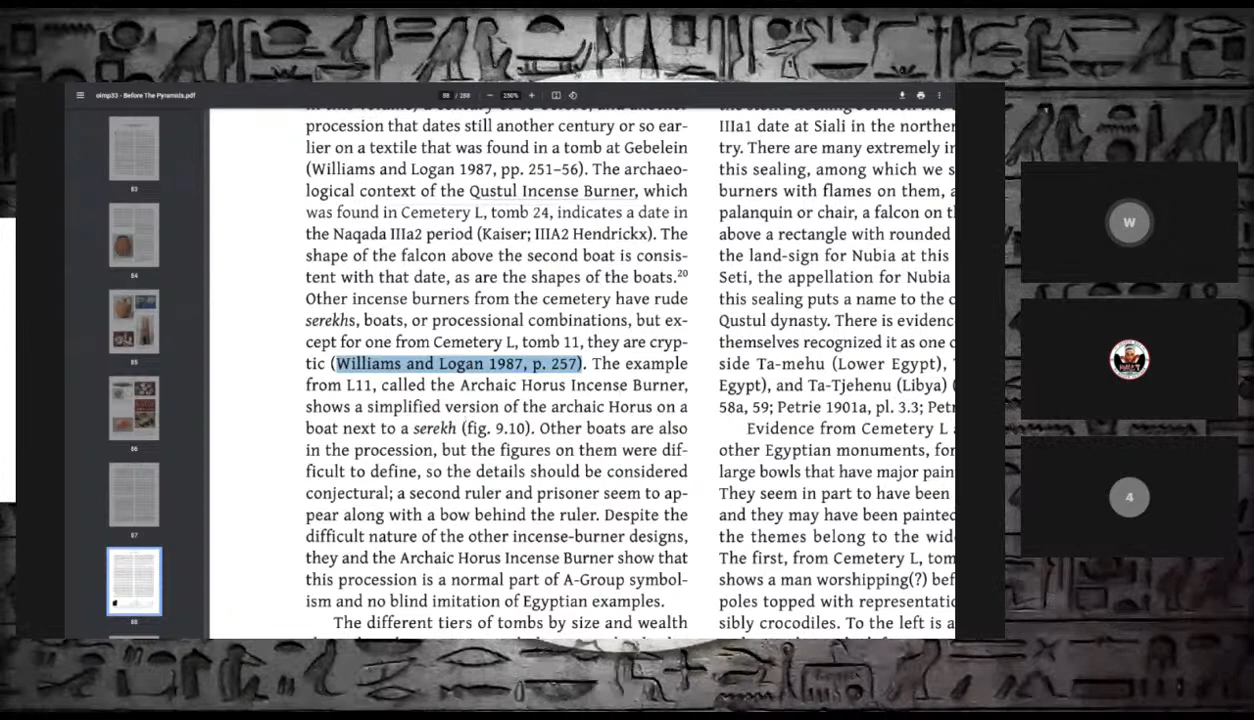 oimp33 - Before The Pyramids.pdf
88 / 288
250%
83
84
85
86
87
88
procession that dates still another century or so ear-
lier on a textile that was found in a tomb at Gebelein
(Williams and Logan 1987, pp. 251–56). The archaeo-
logical context of the Qustul Incense Burner, which
was found in Cemetery L, tomb 24, indicates a date in
the Naqada IIIa2 period (Kaiser; IIIA2 Hendrickx). The
shape of the falcon above the second boat is consis-
tent with that date, as are the shapes of the boats.²⁰
Other incense burners from the cemetery have rude
serekhs, boats, or processional combinations, but ex-
cept for one from Cemetery L, tomb 11, they are cryp-
tic (Williams and Logan 1987, p. 257). The example
from L11, called the Archaic Horus Incense Burner,
shows a simplified version of the archaic Horus on a
boat next to a serekh (fig. 9.10). Other boats are also
in the procession, but the figures on them were dif-
ficult to define, so the details should be considered
conjectural; a second ruler and prisoner seem to ap-
pear along with a bow behind the ruler. Despite the
difficult nature of the other incense-burner designs,
they and the Archaic Horus Incense Burner show that
this procession is a normal part of A-Group symbol-
ism and no blind imitation of Egyptian examples.
The different tiers of tombs by size and wealth
IIIa1 date at Siali in the norther
try. There are many extremely in
this sealing, among which we s
burners with flames on them, a
palanquin or chair, a falcon on t
above a rectangle with rounded
the land-sign for Nubia at this
Seti, the appellation for Nubia
this sealing puts a name to the c
Qustul dynasty. There is evidenc
themselves recognized it as one o
side Ta-mehu (Lower Egypt),
Egypt), and Ta-Tjehenu (Libya) (
58a, 59; Petrie 1901a, pl. 3.3; Petr
Evidence from Cemetery L
other Egyptian monuments, for
large bowls that have major pain
They seem in part to have been
and they may have been painted
the themes belong to the wid
The first, from Cemetery L, tom
shows a man worshipping(?) bef
poles topped with representatio
sibly crocodiles. To the left is a
W
4